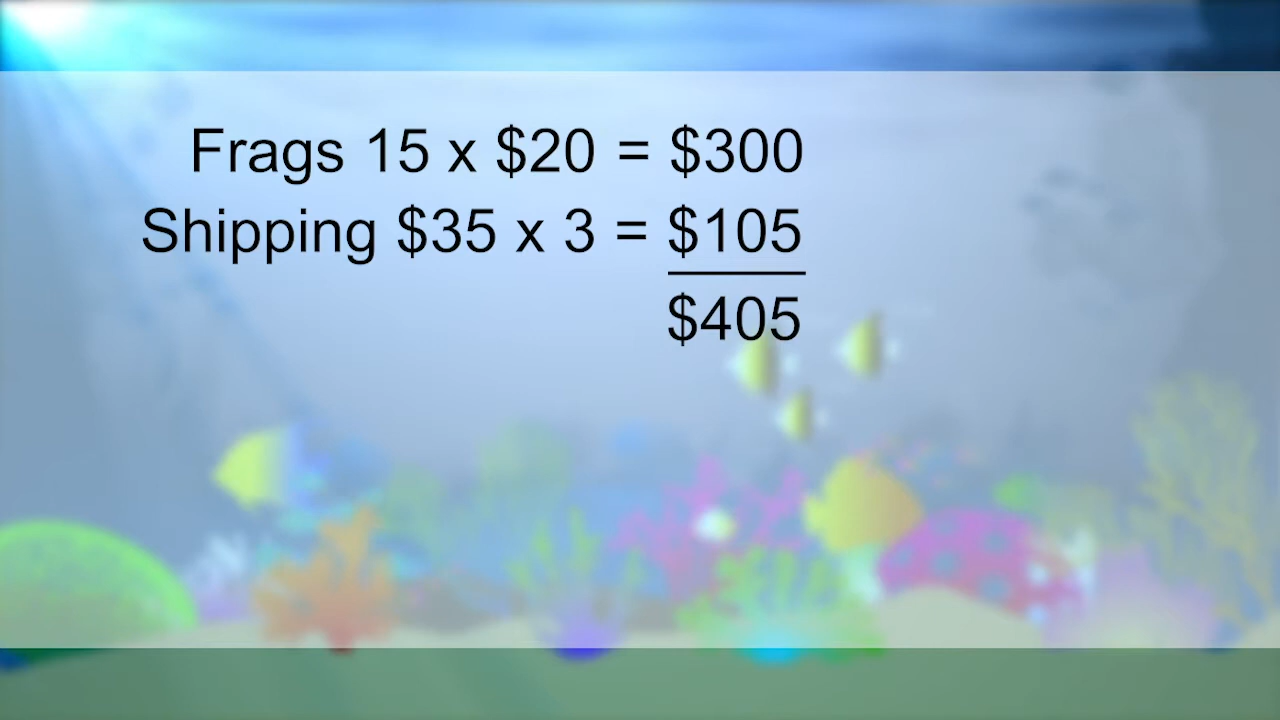 Frags 15 x $20 = $300
Shipping $35 x 3 = $105
$405